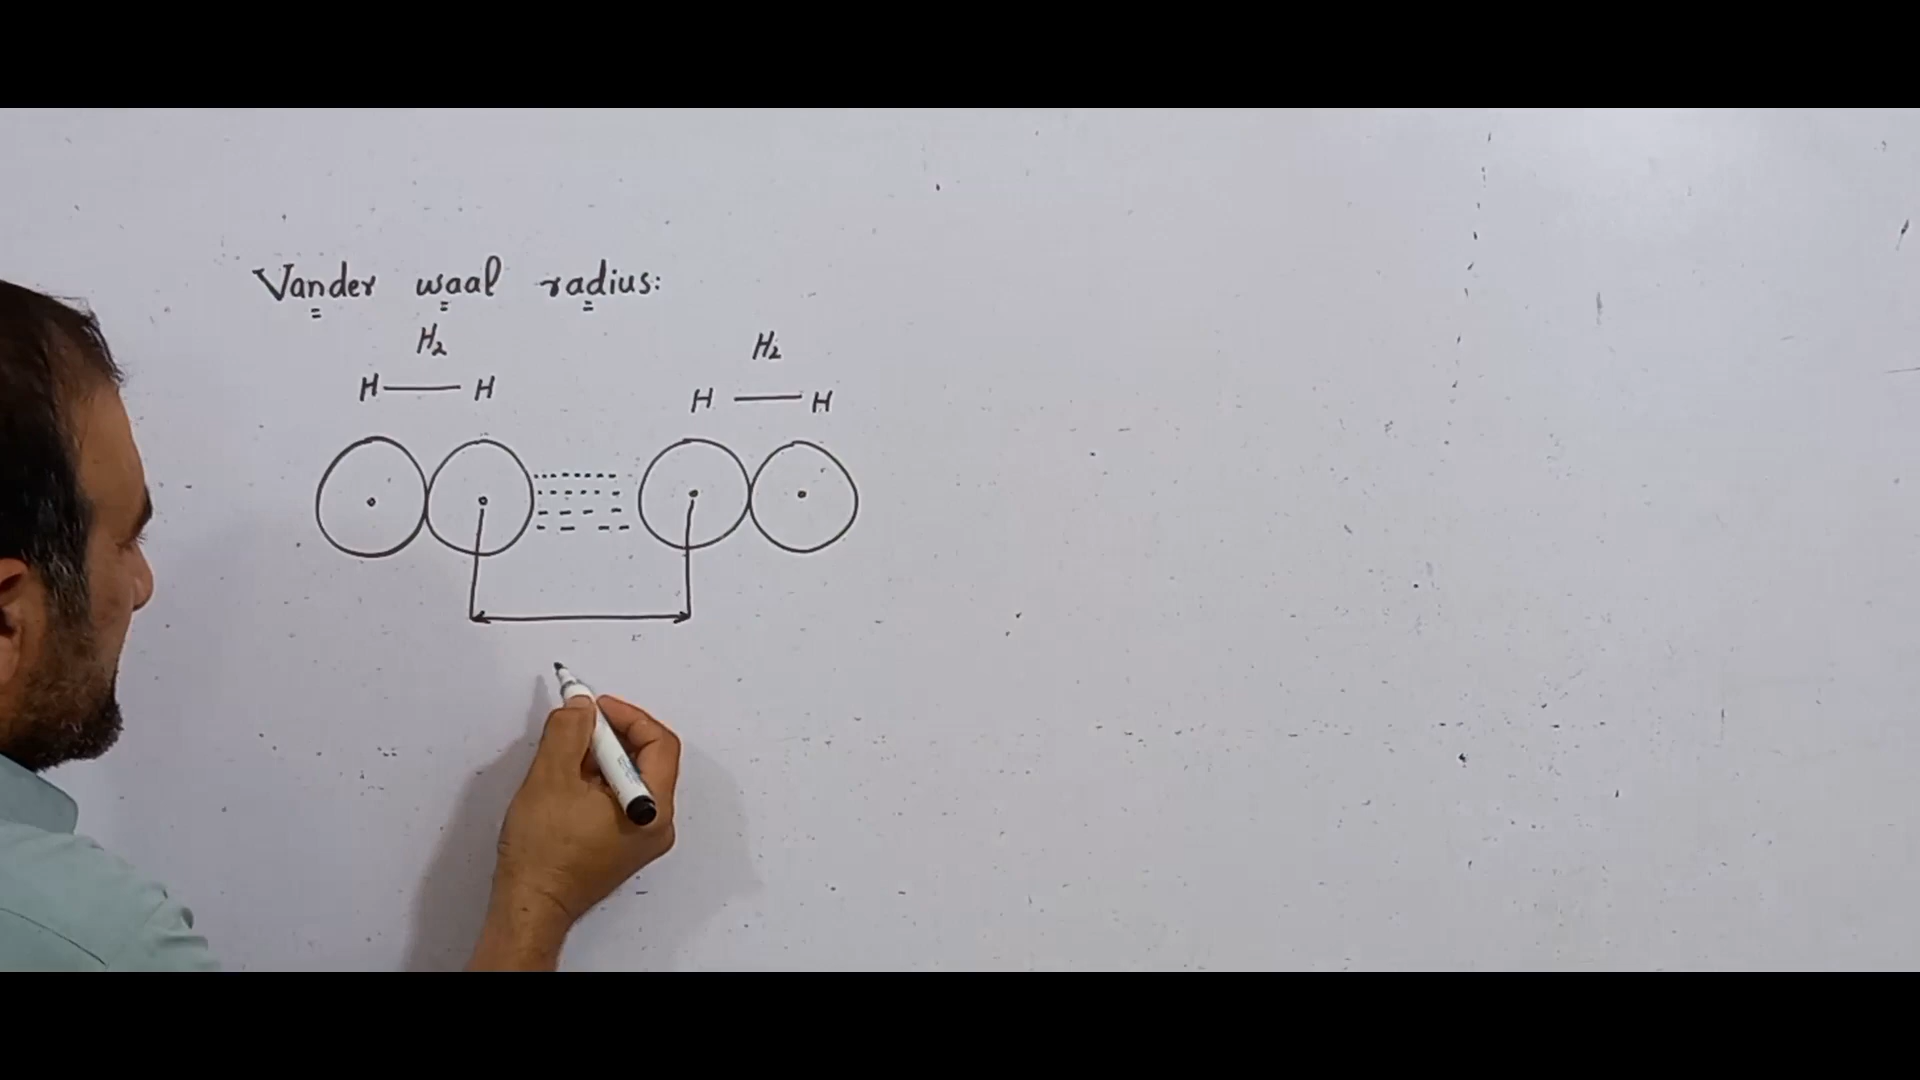 Vander waal radius:
H₂ H₂
H — H H — H